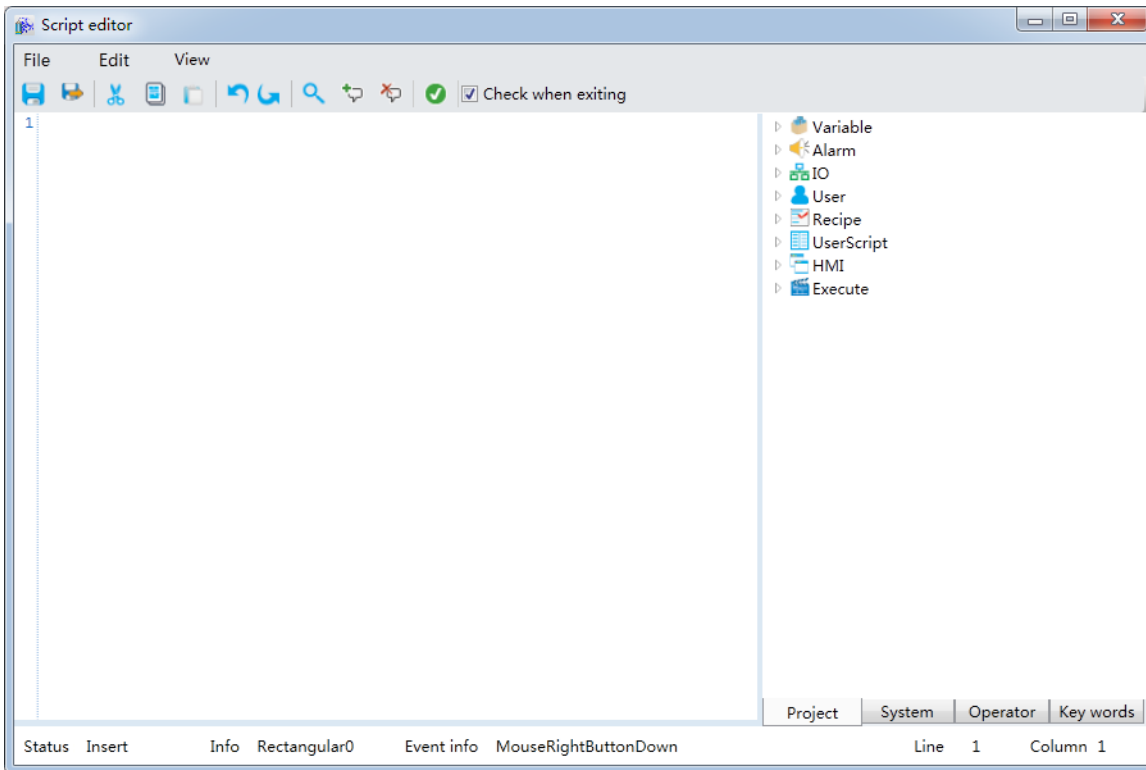 Script editor
File Edit View
Check when exiting
1
Variable
Alarm
IO
User
Recipe
UserScript
HMI
Execute
Project System Operator Key words
Status Insert Info Rectangular0 Event info MouseRightButtonDown Line 1 Column 1